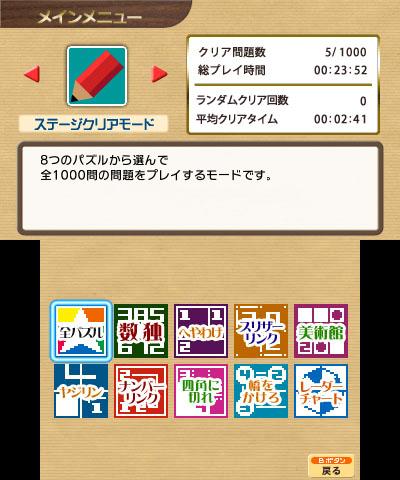 メインメニュー
クリア問題数 5/1000
総プレイ時間 00:23:52
ランダムクリア回数 0
平均クリアタイム 00:02:41
ステージクリアモード
8つのパズルから選んで
全1000問の問題をプレイするモードです。
全パズル
数独
へやわけ
スリザーリンク
美術館
ヤジリン
ナンバーリンク
四角に切れ
橋をかけろ
レーダーチャート
Bボタン
戻る